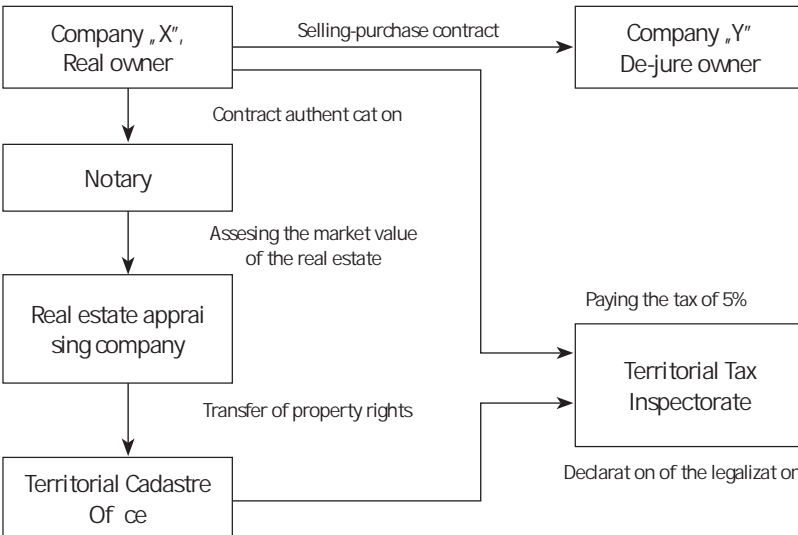 Company „X”,
Real owner
Selling-purchase contract
Company „Y”
De-jure owner
Contract authent cat on
Notary
Assesing the market value
of the real estate
Paying the tax of 5%
Real estate apprai
sing company
Territorial Tax
Inspectorate
Transfer of property rights
Declarat on of the legalizat on
Territorial Cadastre
Of ce